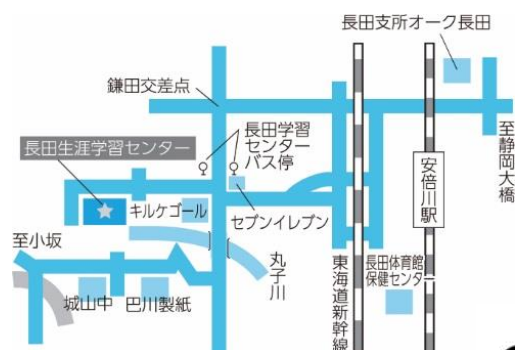 長田支所オーク長田
鎌田交差点
長田学習
センター
バス停
至静岡大橋
長田生涯学習センター
安倍川駅
キルケゴール
セブンイレブン
至小坂
丸子川
東海道新幹線
長田体育館
保健センター
城山中
巴川製紙